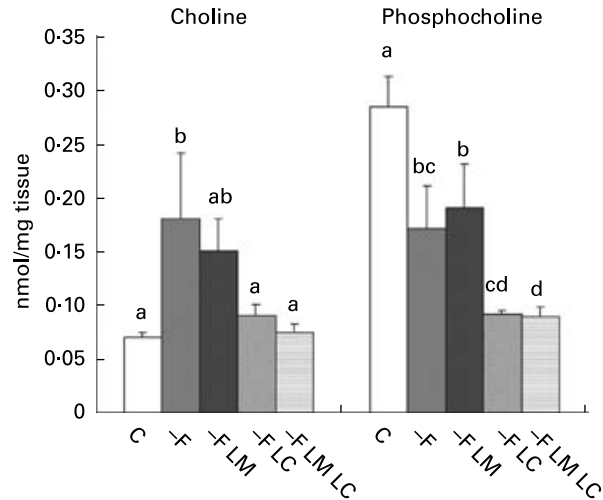 Choline Phosphocholine
nmol/mg tissue
0·35
0·30
0·25
0·20
0·15
0·10
0·05
0
a
b
ab
a
a
a
bc
b
cd
d
C
–F
–F LM
–F LC
–F LM LC
C
–F
–F LM
–F LC
–F LM LC